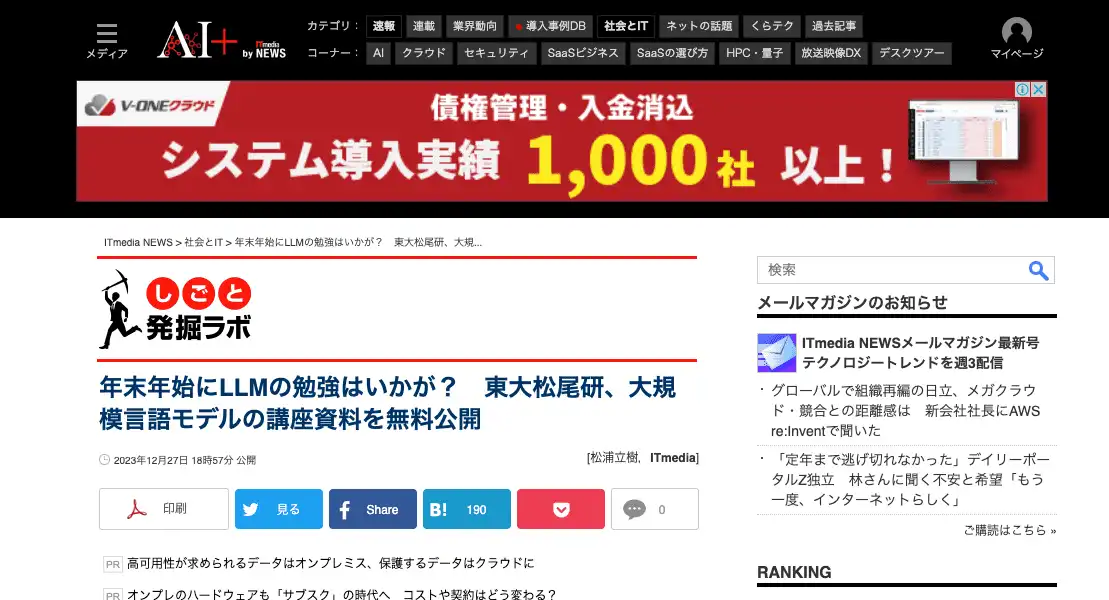 メディア
AI+ by ITmedia NEWS
カテゴリ： 速報 連載 業界動向 導入事例DB 社会とIT ネットの話題 くらテク 過去記事
コーナー： AI クラウド セキュリティ SaaSビジネス SaaSの選び方 HPC・量子 放送映像DX デスクツアー
マイページ
V-ONEクラウド
債権管理・入金消込
システム導入実績 1,000社 以上！
ITmedia NEWS > 社会とIT > 年末年始にLLMの勉強はいかが？　東大松尾研、大規...
しごと
発掘ラボ
年末年始にLLMの勉強はいかが？　東大松尾研、大規
模言語モデルの講座資料を無料公開
2023年12月27日 18時57分 公開
[松浦立樹，ITmedia]
印刷 見る Share B! 190 0
PR 高可用性が求められるデータはオンプレミス、保護するデータはクラウドに
PR オンプレのハードウェアも「サブスク」の時代へ　コストや契約はどう変わる？
検索
メールマガジンのお知らせ
ITmedia NEWSメールマガジン最新号
テクノロジートレンドを週3配信
・グローバルで組織再編の日立、メガクラウ
ド・競合との距離感は　新会社社長にAWS
re:Inventで聞いた
・「定年まで逃げ切れなかった」デイリーポー
タルZ独立　林さんに聞く不安と希望「もう
一度、インターネットらしく」
ご購読はこちら »
RANKING